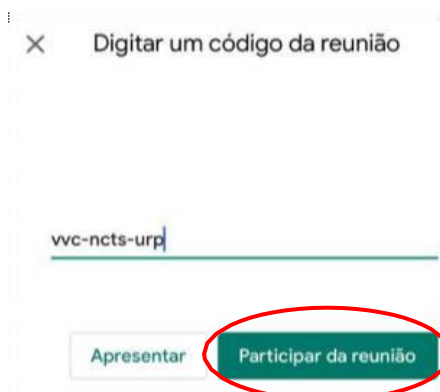 Digitar um código da reunião
vvc-ncts-urp
Apresentar
Participar da reunião